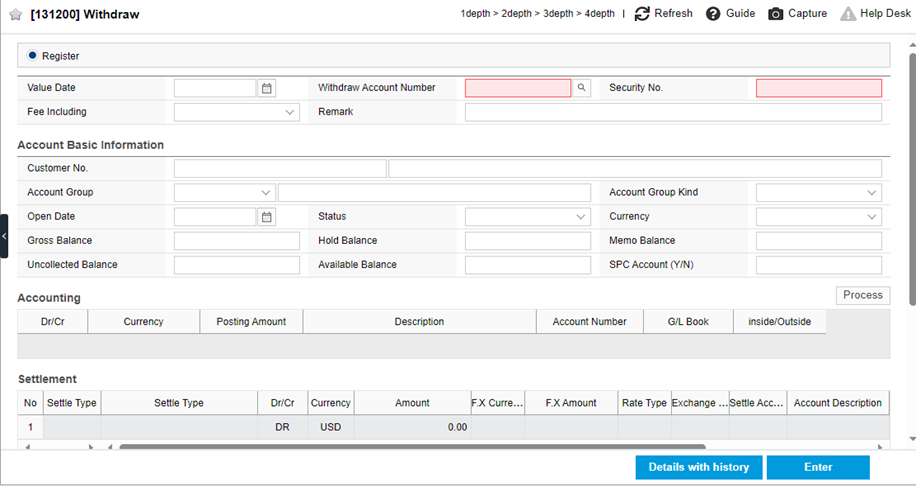 [131200] Withdraw 1depth > 2depth > 3depth > 4depth | Refresh Guide Capture Help Desk
Register
Value Date Withdraw Account Number Security No.
Fee Including Remark
Account Basic Information
Customer No.
Account Group Account Group Kind
Open Date Status Currency
Gross Balance Hold Balance Memo Balance
Uncollected Balance Available Balance SPC Account (Y/N)
Accounting Process
Dr/Cr Currency Posting Amount Description Account Number G/L Book inside/Outside
Settlement
No Settle Type Settle Type Dr/Cr Currency Amount F.X Curre... F.X Amount Rate Type Exchange ... Settle Acc... Account Description
1 DR USD 0.00
Details with history Enter